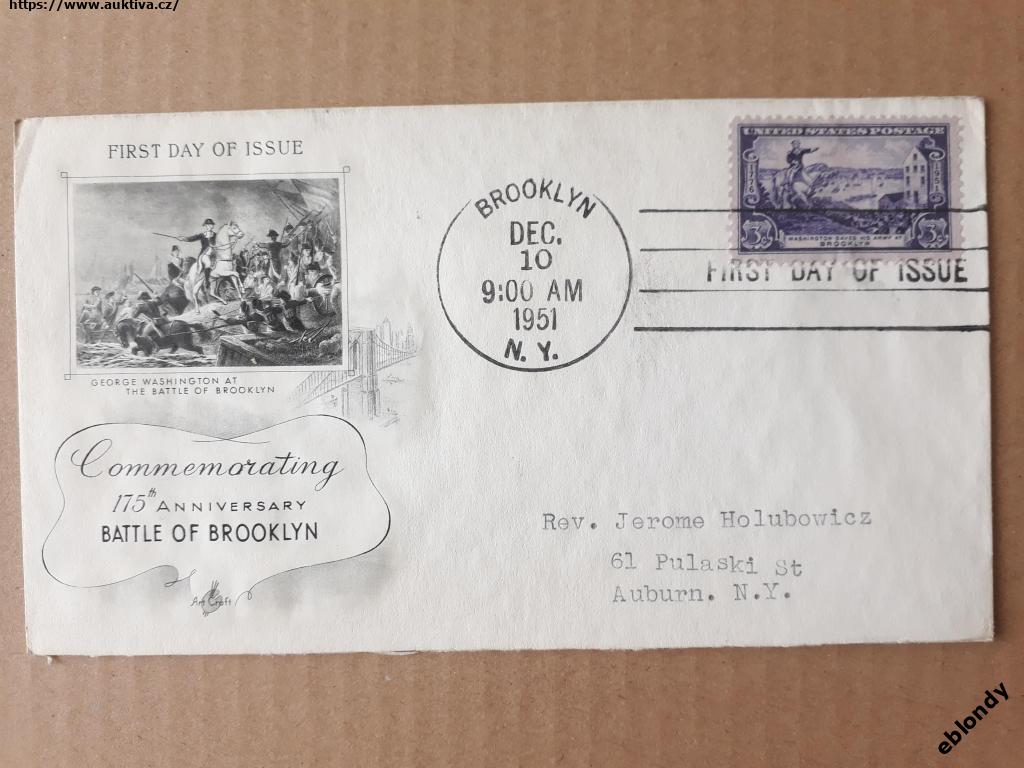 https://www.auktiva.cz/
FIRST DAY OF ISSUE
GEORGE WASHINGTON AT
THE BATTLE OF BROOKLYN
Commemorating
175th ANNIVERSARY
BATTLE OF BROOKLYN
Art Craft
BROOKLYN
DEC.
10
9:00 AM
1951
N. Y.
UNITED STATES POSTAGE
1776
1951
3¢
WASHINGTON SAVES HIS ARMY AT
BROOKLYN
3¢
FIRST DAY OF ISSUE
Rev. Jerome Holubowicz
61 Pulaski St
Auburn. N.Y.
eblondy